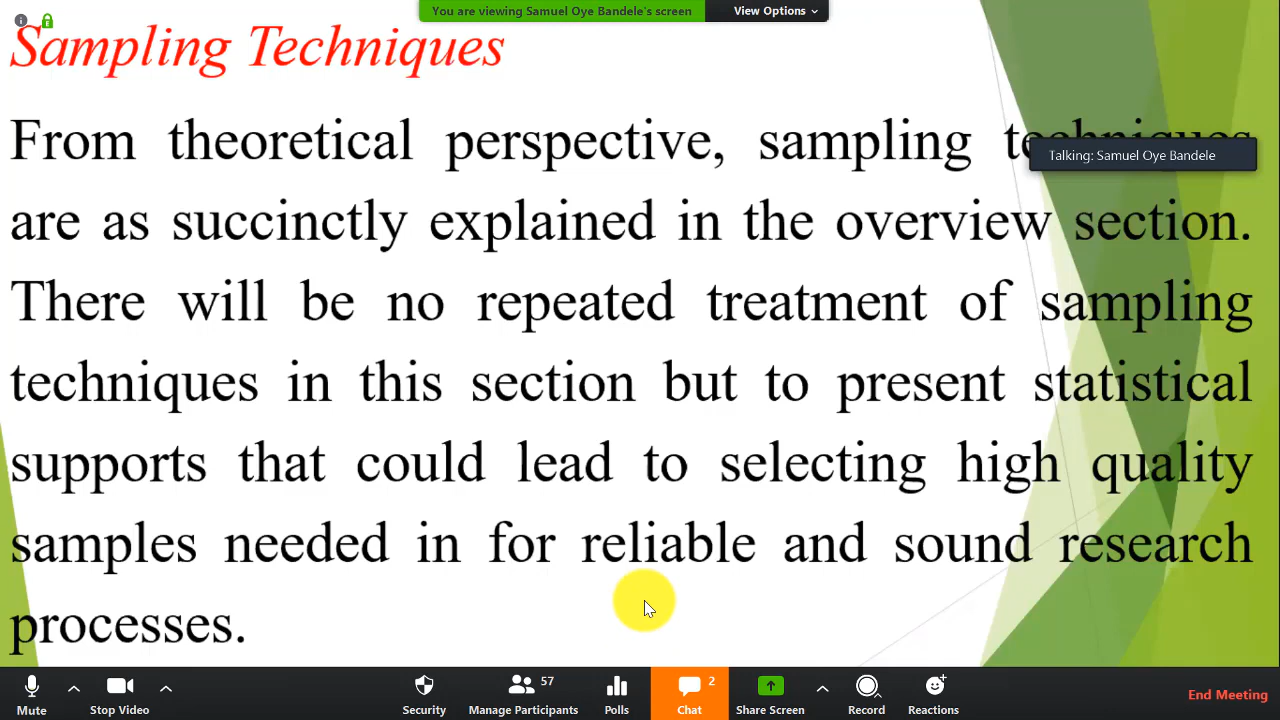 You are viewing Samuel Oye Bandele's screen
View Options
Sampling Techniques
From theoretical perspective, sampling techniques
Talking: Samuel Oye Bandele
are as succinctly explained in the overview section.
There will be no repeated treatment of sampling
techniques in this section but to present statistical
supports that could lead to selecting high quality
samples needed in for reliable and sound research
processes.
57
2
Mute
Stop Video
Security
Manage Participants
Polls
Chat
Share Screen
Record
Reactions
End Meeting